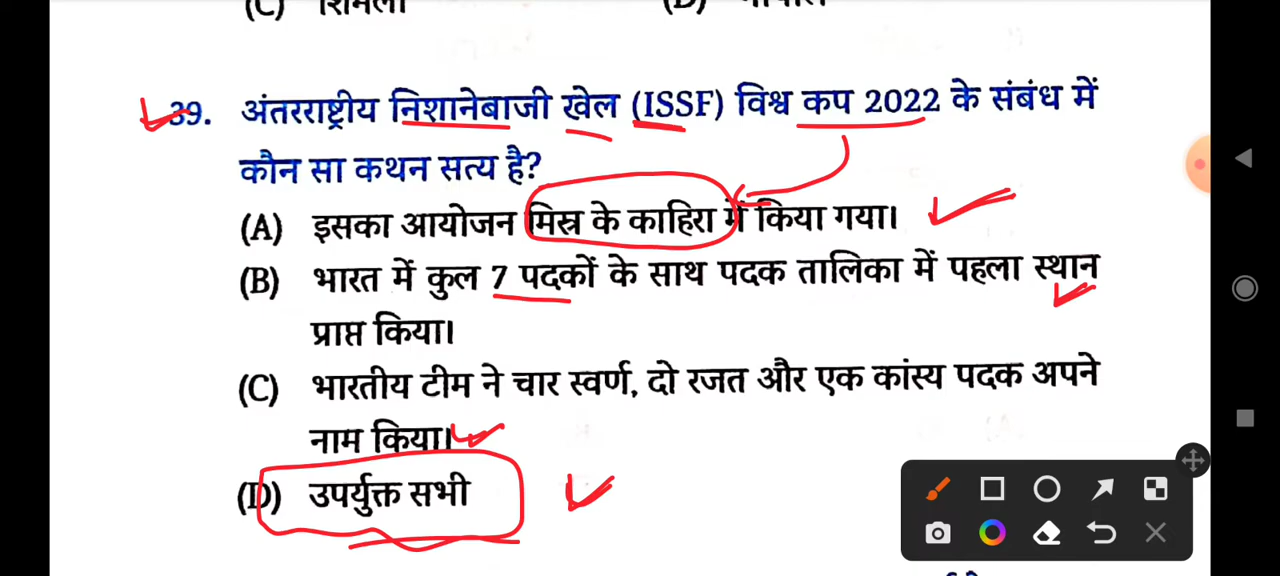 (C) शिमला
39. अंतरराष्ट्रीय निशानेबाजी खेल (ISSF) विश्व कप 2022 के संबंध में
कौन सा कथन सत्य है?
(A) इसका आयोजन मिस्र के काहिरा में किया गया।
(B) भारत में कुल 7 पदकों के साथ पदक तालिका में पहला स्थान
प्राप्त किया।
(C) भारतीय टीम ने चार स्वर्ण, दो रजत और एक कांस्य पदक अपने
नाम किया।
(D) उपर्युक्त सभी